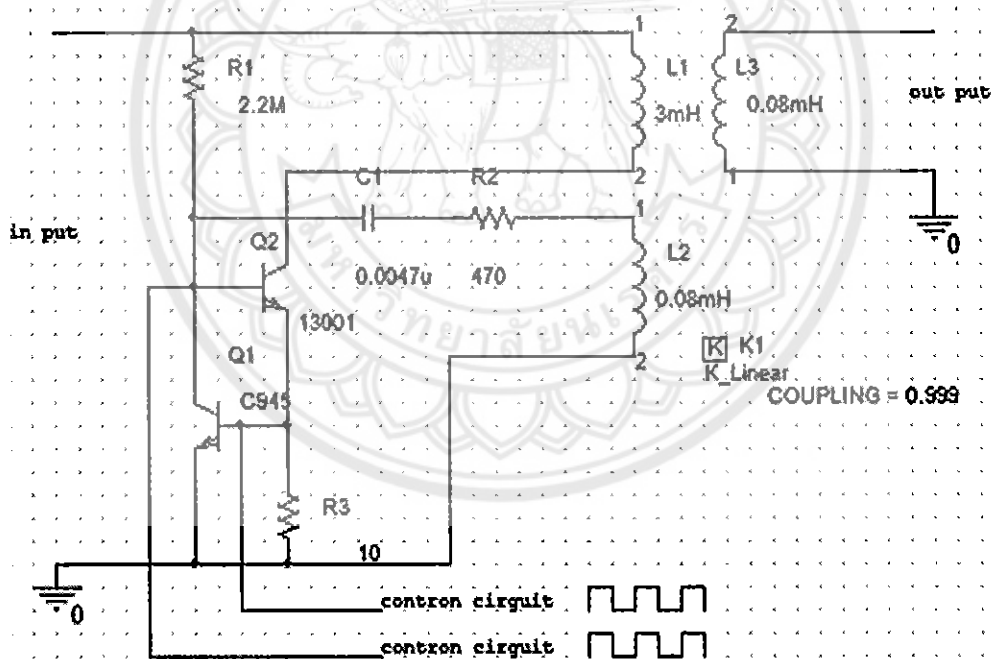 1
2
R1
L1
L3
2.2M
3mH
0.08mH
out put
C1
R2
2
1
1
in put
Q2
0
L2
0.0047u
470
0.08mH
13001
Q1
K K1
2
K_Linear
C945
COUPLING = 0.999
R3
10
contron cirguit
0
contron cirguit